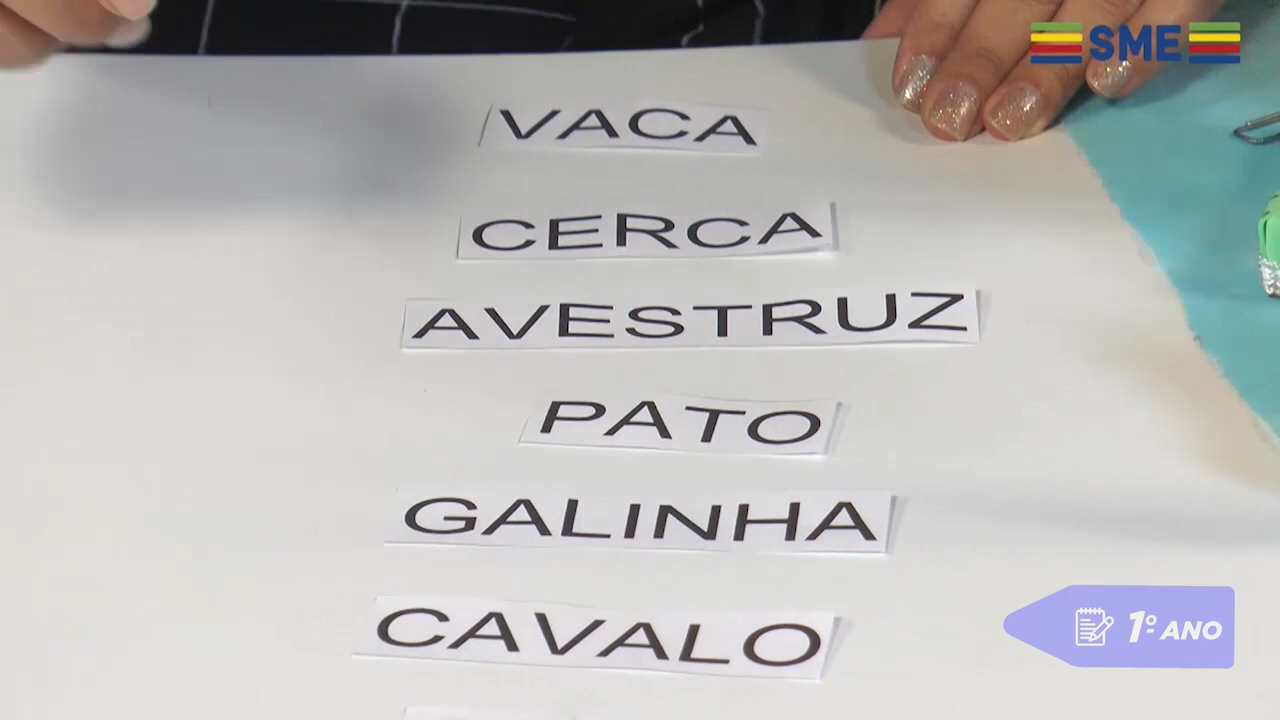 SME
VACA
CERCA
AVESTRUZ
PATO
GALINHA
CAVALO
1º ANO